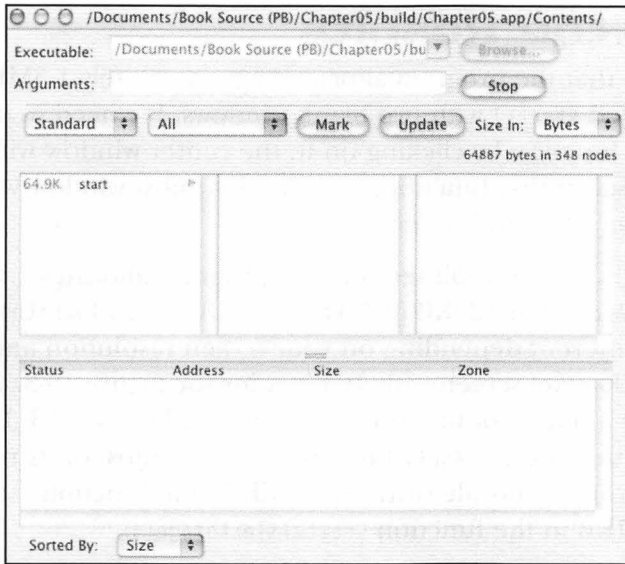 /Documents/Book Source (PB)/Chapter05/build/Chapter05.app/Contents/
Executable: /Documents/Book Source (PB)/Chapter05/bu Browse...
Arguments: Stop
Standard All Mark Update Size In: Bytes
64887 bytes in 348 nodes
64.9K start
Status Address Size Zone
Sorted By: Size